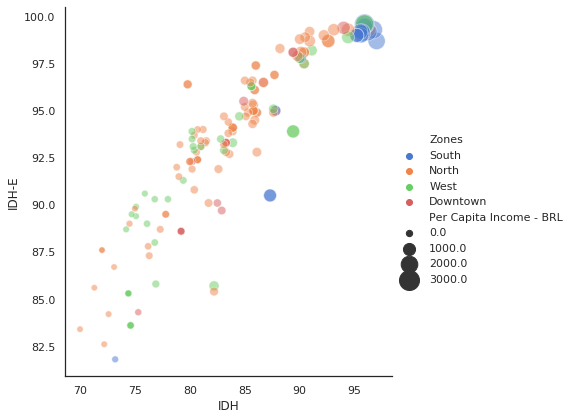 100.0
97.5
95.0
92.5
90.0
87.5
85.0
82.5
IDH-E
70
75
80
85
90
95
IDH
Zones
South
North
West
Downtown
Per Capita Income - BRL
0.0
1000.0
2000.0
3000.0